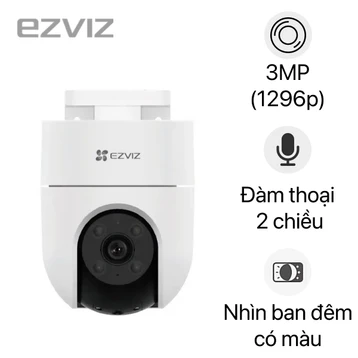 EZVIZ
3MP
(1296p)
EZVIZ
Đàm thoại
2 chiều
Nhìn ban đêm
có màu